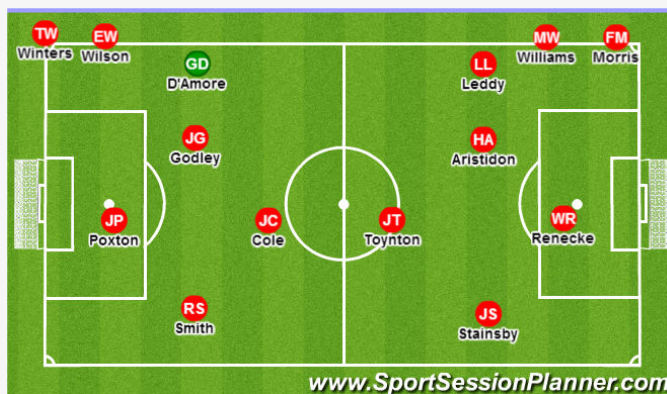 TW
Winters
EW
Wilson
GD
D'Amore
LL
Leddy
MW
Williams
FM
Morris
JG
Godley
HA
Aristidon
JP
Poxton
JC
Cole
JT
Toynton
WR
Renecke
RS
Smith
JS
Stainsby
www.SportSessionPlanner.com